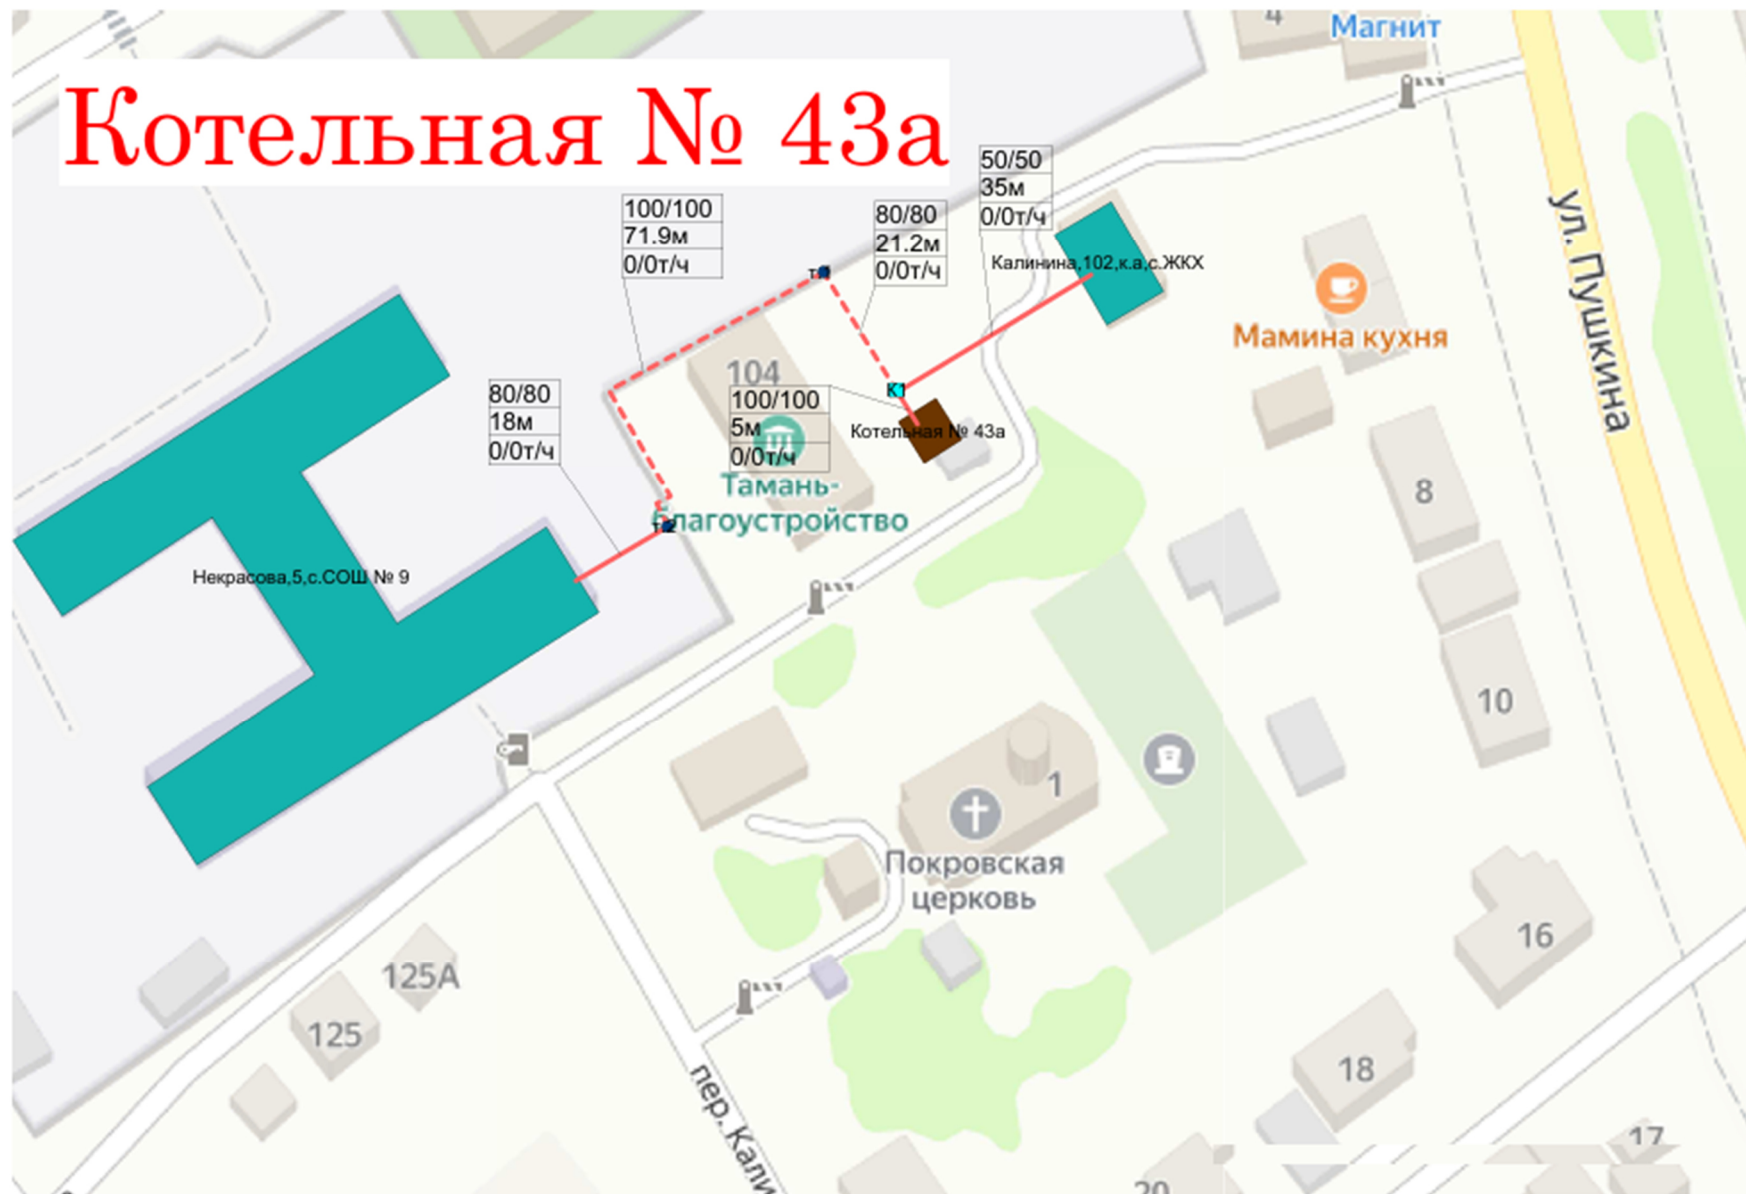 4
Магнит
Котельная № 43а
50/50
35м
0/0т/ч
100/100
71.9м
0/0т/ч
80/80
21.2м
0/0т/ч
ул. Пушкина
Калинина,102,к.а,с.ЖКХ
Мамина кухня
104
80/80
18м
0/0т/ч
100/100
5м
0/0т/ч
К1
Котельная № 43а
Тамань-
благоустройство
8
Некрасова,5,с.СОШ № 9
10
1
Покровская
церковь
16
125А
125
18
пер. Кали
17
20